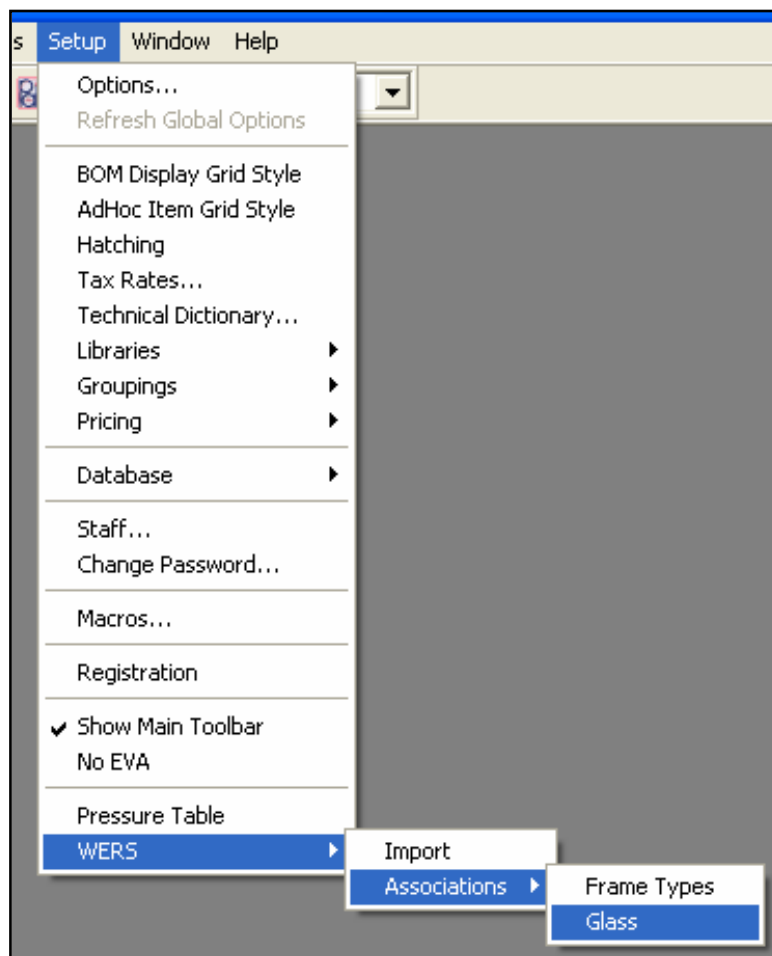 s Setup Window Help
Options...
Refresh Global Options
BOM Display Grid Style
AdHoc Item Grid Style
Hatching
Tax Rates...
Technical Dictionary...
Libraries
Groupings
Pricing
Database
Staff...
Change Password...
Macros...
Registration
Show Main Toolbar
No EVA
Pressure Table
WERS
Import
Associations
Frame Types
Glass